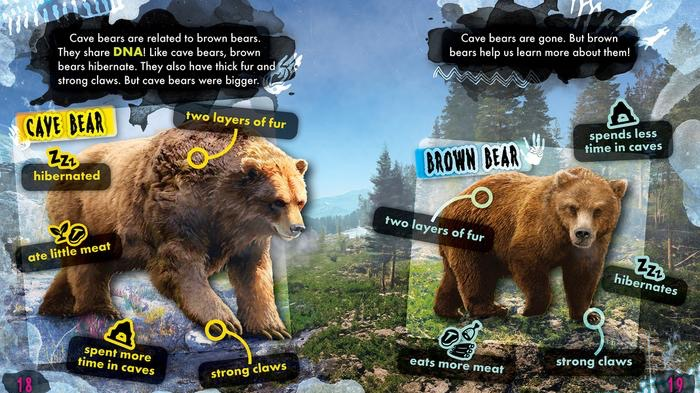 Cave bears are related to brown bears.
They share DNA! Like cave bears, brown
bears hibernate. They also have thick fur and
strong claws. But cave bears were bigger.
CAVE BEAR
two layers of fur
Zzz
hibernated
ate little meat
spent more
time in caves
strong claws
18
Cave bears are gone. But brown
bears help us learn more about them!
spends less
time in caves
BROWN BEAR
two layers of fur
Zzz
hibernates
eats more meat
strong claws
19